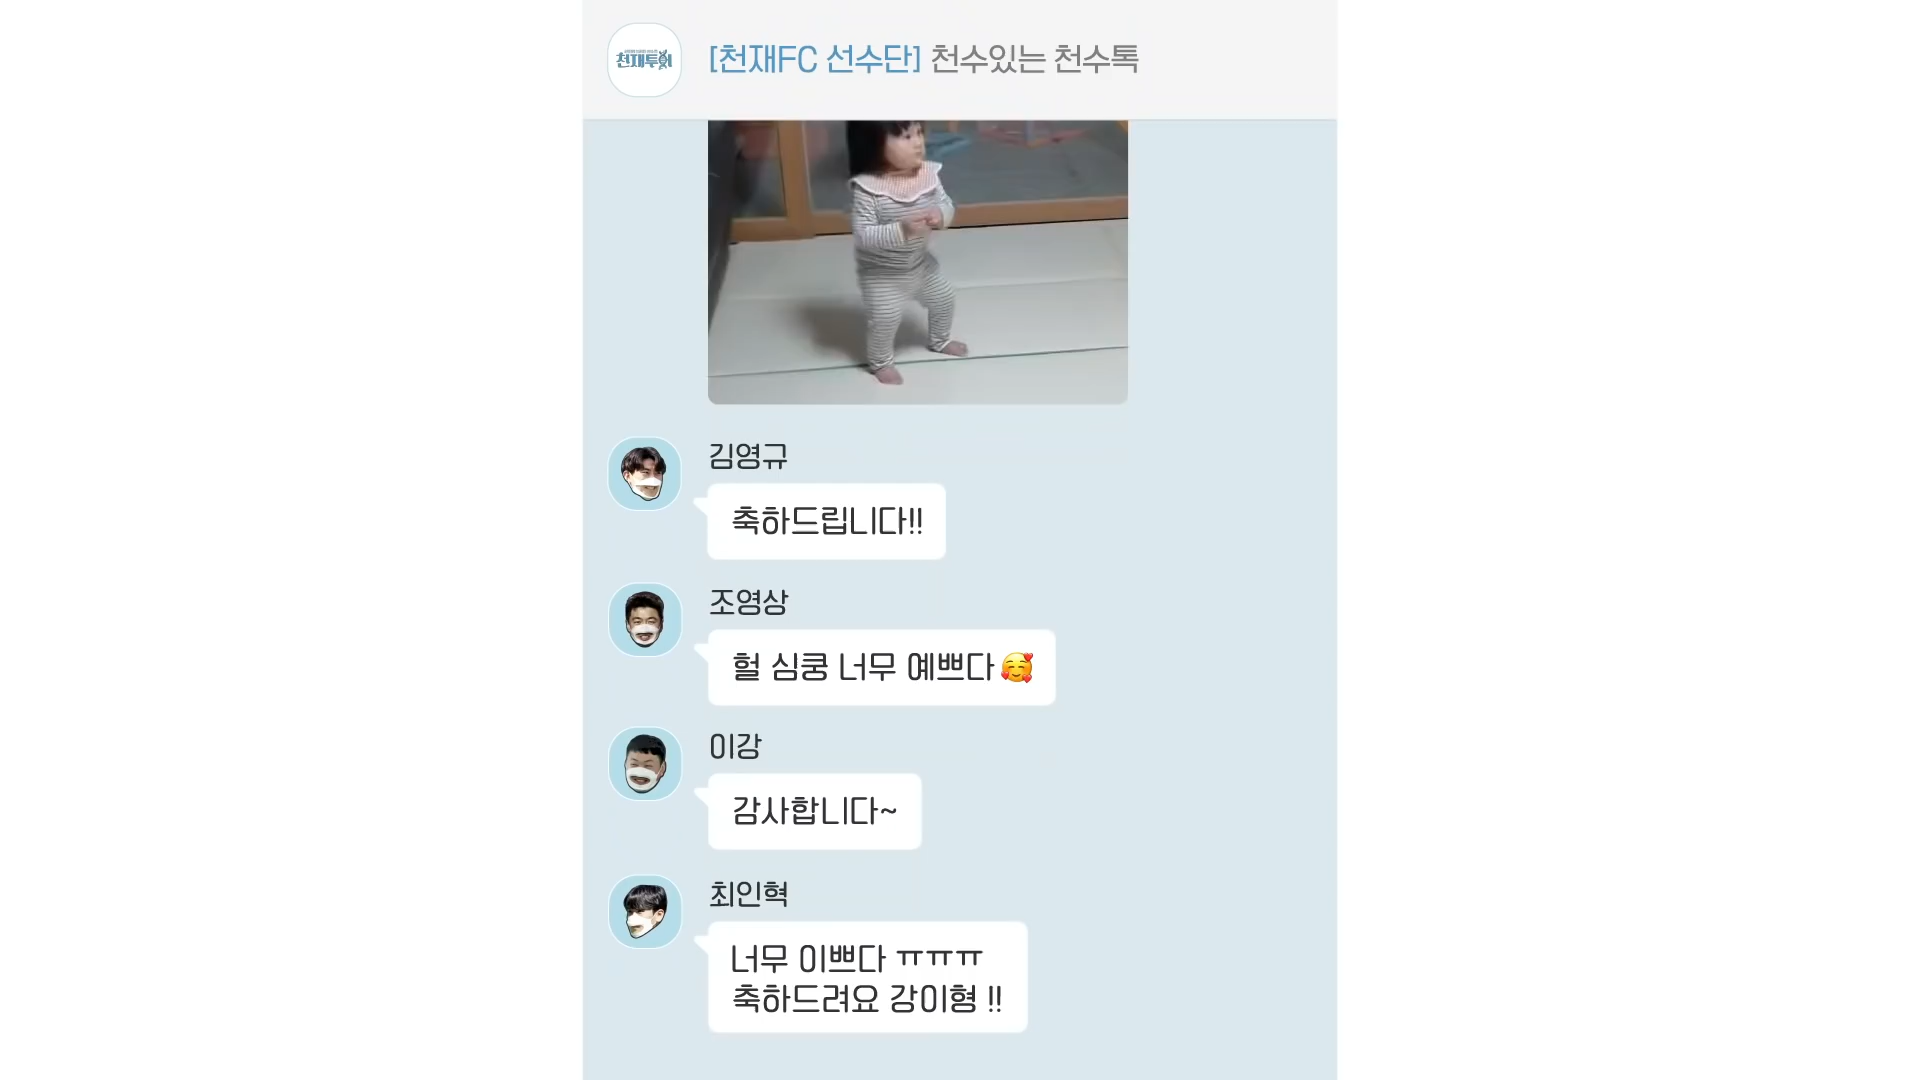 천재투어
[천재FC 선수단] 천수있는 천수톡
김영규
축하드립니다!!
조영상
헐 심쿵 너무 예쁘다🥰
이강
감사합니다~
최인혁
너무 이쁘다 ㅠㅠㅠ
축하드려요 강이형 !!